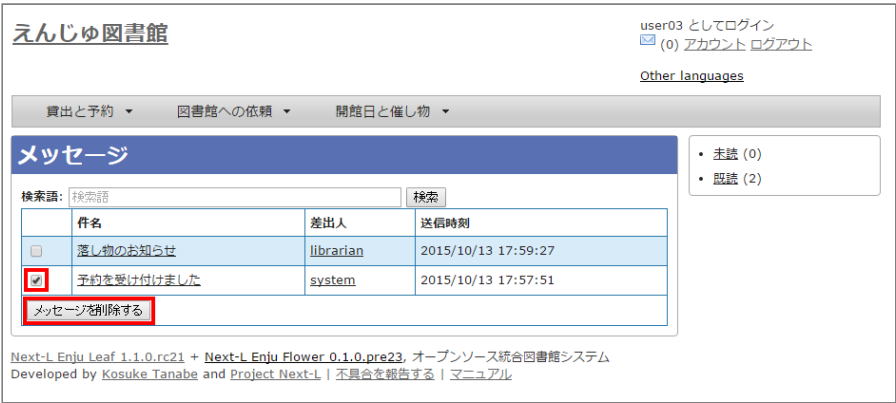 えんじゅ図書館
user03 としてログイン
(0) アカウント ログアウト
Other languages
貸出と予約 ▼ 図書館への依頼 ▼ 開館日と催し物 ▼
メッセージ
• 未読 (0)
• 既読 (2)
検索語: 検索語 検索
件名 差出人 送信時刻
落し物のお知らせ librarian 2015/10/13 17:59:27
予約を受け付けました system 2015/10/13 17:57:51
メッセージを削除する
Next-L Enju Leaf 1.1.0.rc21 + Next-L Enju Flower 0.1.0.pre23, オープンソース統合図書館システム
Developed by Kosuke Tanabe and Project Next-L | 不具合を報告する | マニュアル